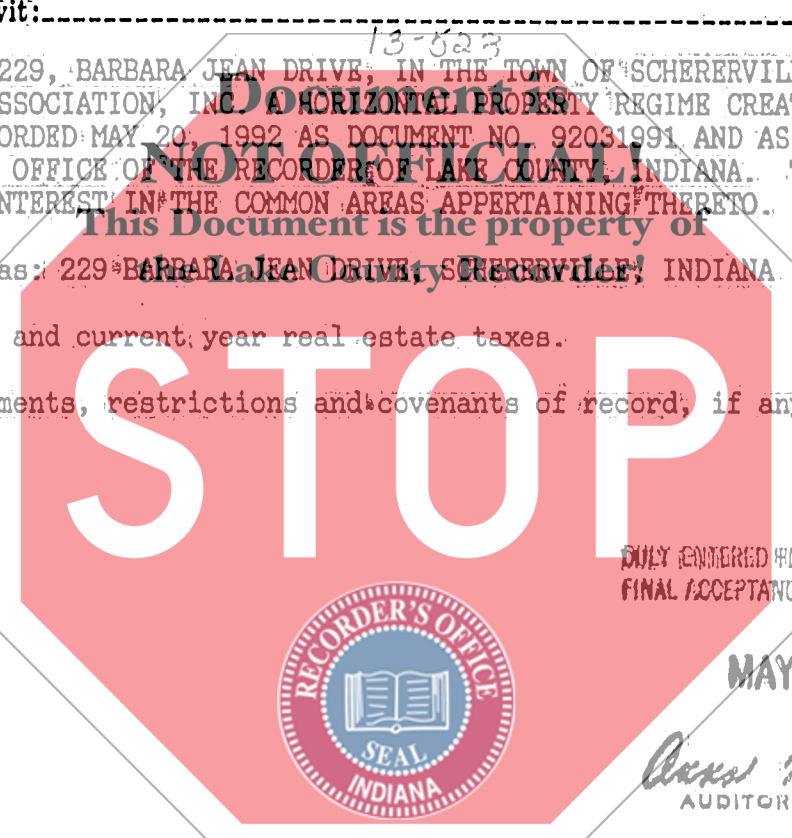 vit:
13-523
229, BARBARA JEAN DRIVE, IN THE TOWN OF SCHERERVIL
SSOCIATION, INC. A HORIZONTAL PROPERTY REGIME CREAT
Document is
ORDED MAY 20, 1992 AS DOCUMENT NO. 92031991 AND AS
OFFICE OF THE RECORDER OF LAKE COUNTY, INDIANA.
NOT OFFICIAL!
NTEREST IN THE COMMON AREAS APPERTAINING THERETO.
This Document is the property of
as: 229 BARBARA JEAN DRIVE, SCHERERVILLE, INDIANA
the Lake County Recorder!
and current year real estate taxes.
ments, restrictions and covenants of record, if any
STOP
DULY ENTERED
FINAL ACCEPTANC
RECORDER'S OFFICE
MAY
SEAL
INDIANA
AUDITOR